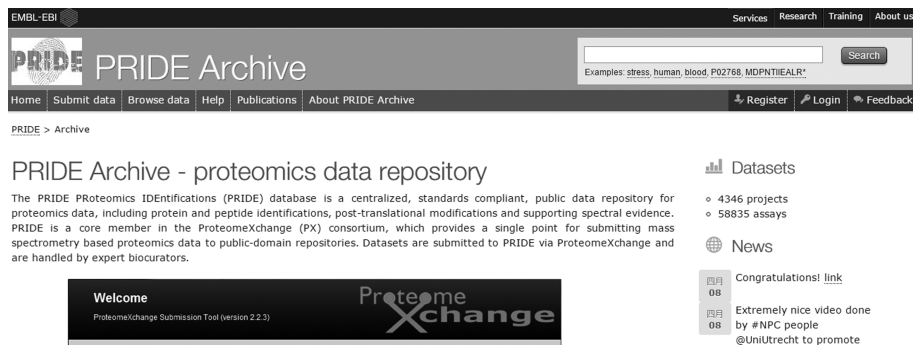 EMBL-EBI
Services Research Training About us
PRIDE PRIDE Archive
Search
Examples: stress, human, blood, P02768, MDPNTIIEALR*
Home Submit data Browse data Help Publications About PRIDE Archive Register Login Feedback
PRIDE > Archive
PRIDE Archive - proteomics data repository
The PRIDE PRoteomics IDEntifications (PRIDE) database is a centralized, standards compliant, public data repository for
proteomics data, including protein and peptide identifications, post-translational modifications and supporting spectral evidence.
PRIDE is a core member in the ProteomeXchange (PX) consortium, which provides a single point for submitting mass
spectrometry based proteomics data to public-domain repositories. Datasets are submitted to PRIDE via ProteomeXchange and
are handled by expert biocurators.
Welcome
ProteomeXchange Submission Tool (version 2.2.3)
Proteome
Xchange
Datasets
4346 projects
58835 assays
News
四月
08
Congratulations! link
四月
08
Extremely nice video done
by #NPC people
@UniUtrecht to promote